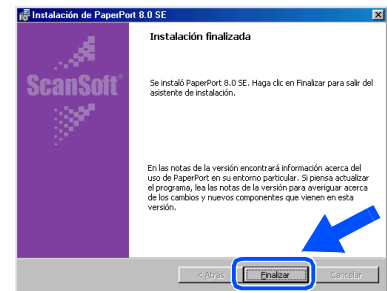 Instalación de PaperPort 8.0 SE
Instalación finalizada
ScanSoft®
Se instaló PaperPort 8.0 SE. Haga clic en Finalizar para salir del
asistente de instalación.
En las notas de la versión encontrará información acerca del
uso de PaperPort en su entorno particular. Si piensa actualizar
el programa, lea las notas de la versión para averiguar acerca
de los cambios y nuevos componentes que vienen en esta
versión.
< Atrás Finalizar Cancelar